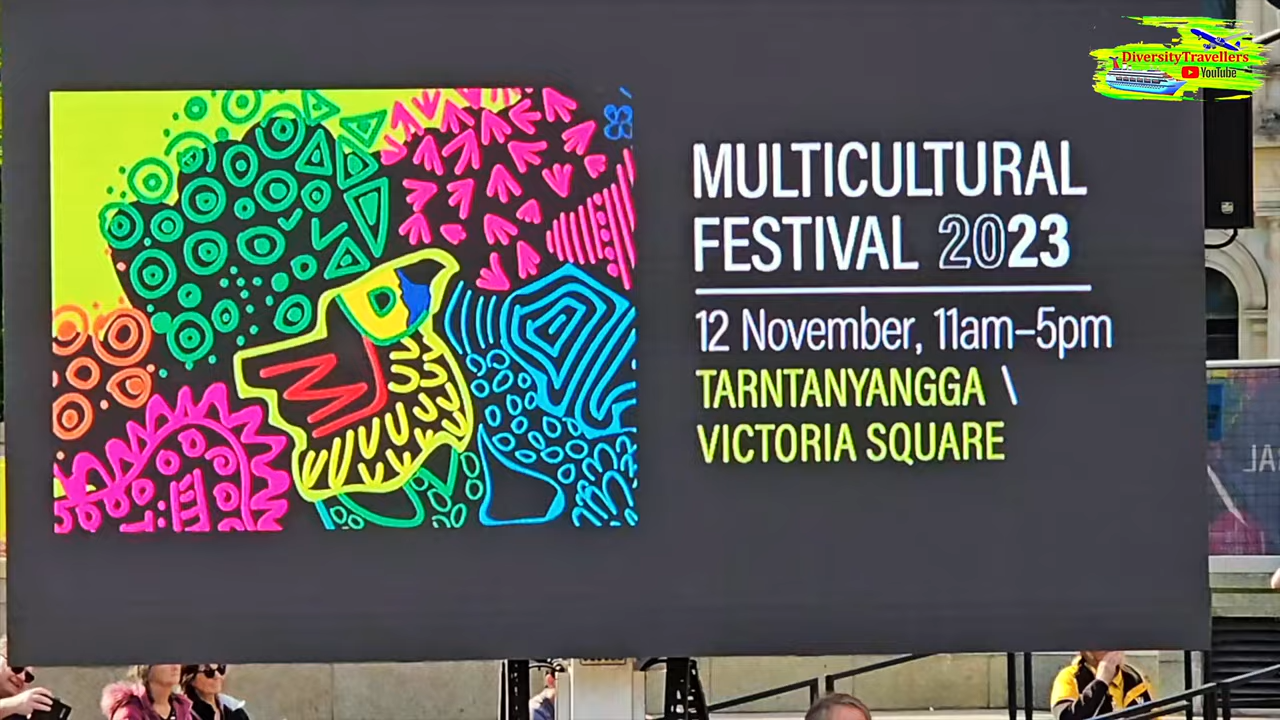 DiversityTravellers
YouTube
MULTICULTURAL
FESTIVAL 2023
12 November, 11am–5pm
TARNTANYANGGA \
VICTORIA SQUARE